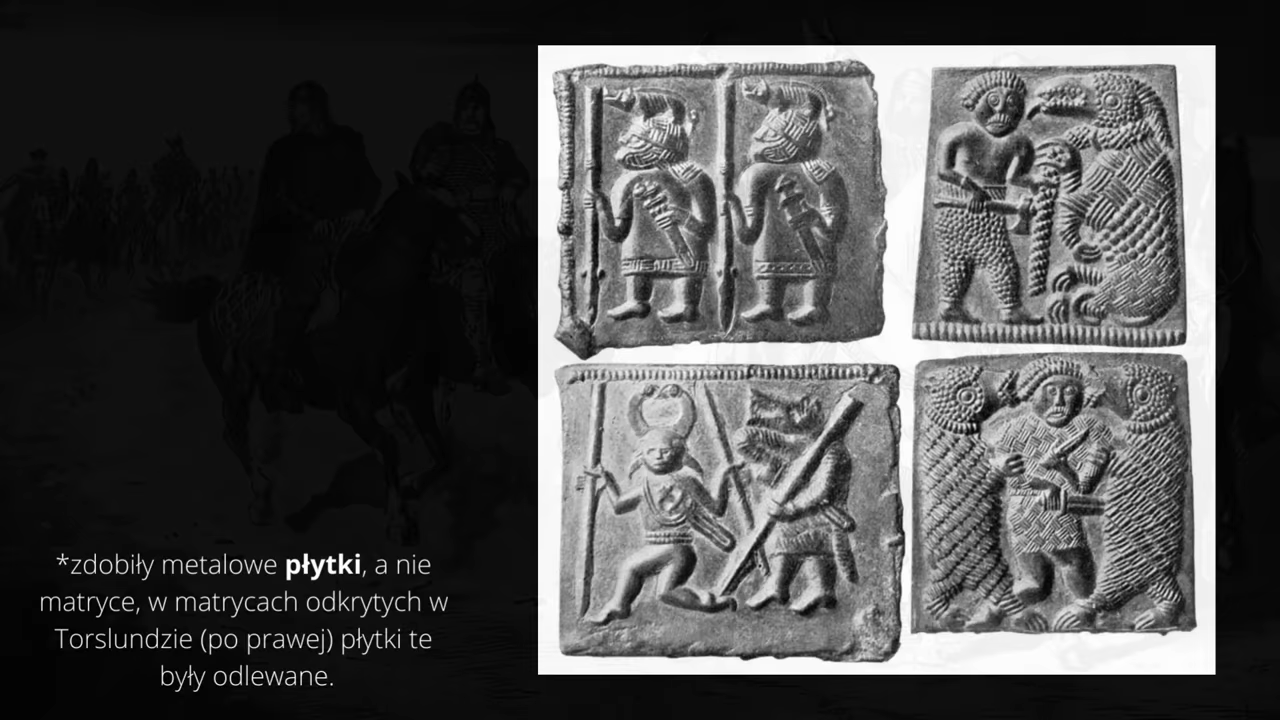 *zdobiły metalowe płytki, a nie
matryce, w matrycach odkrytych w
Torslundzie (po prawej) płytki te
były odlewane.